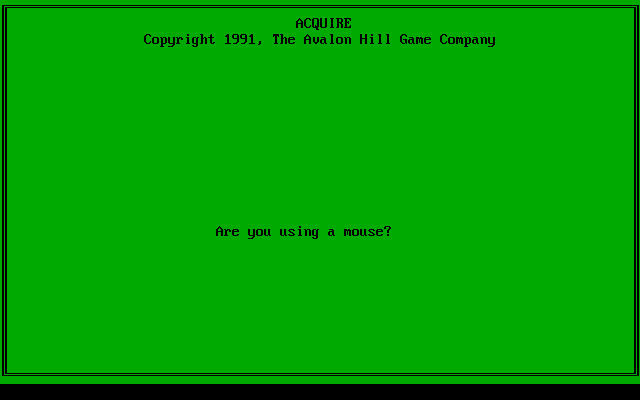 ACQUIRE
Copyright 1991, The Avalon Hill Game Company
Are you using a mouse?